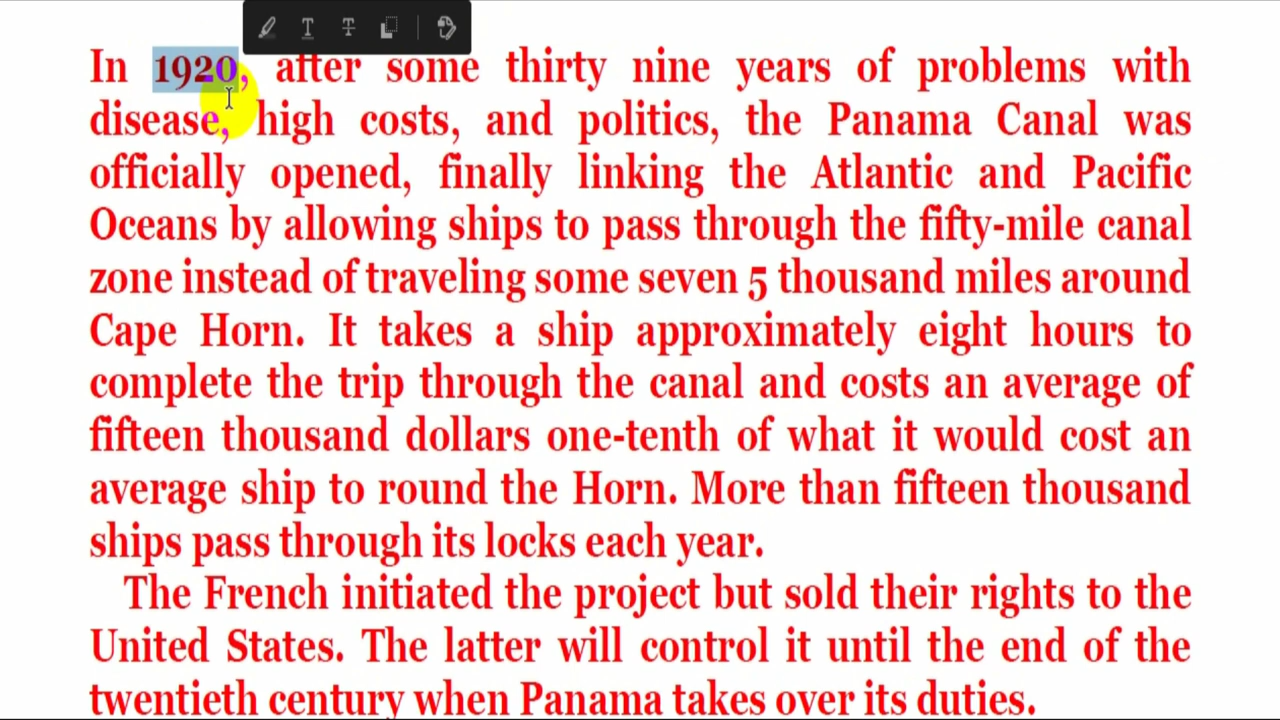 In 1920, after some thirty nine years of problems with
disease, high costs, and politics, the Panama Canal was
officially opened, finally linking the Atlantic and Pacific
Oceans by allowing ships to pass through the fifty-mile canal
zone instead of traveling some seven 5 thousand miles around
Cape Horn. It takes a ship approximately eight hours to
complete the trip through the canal and costs an average of
fifteen thousand dollars one-tenth of what it would cost an
average ship to round the Horn. More than fifteen thousand
ships pass through its locks each year.
The French initiated the project but sold their rights to the
United States. The latter will control it until the end of the
twentieth century when Panama takes over its duties.